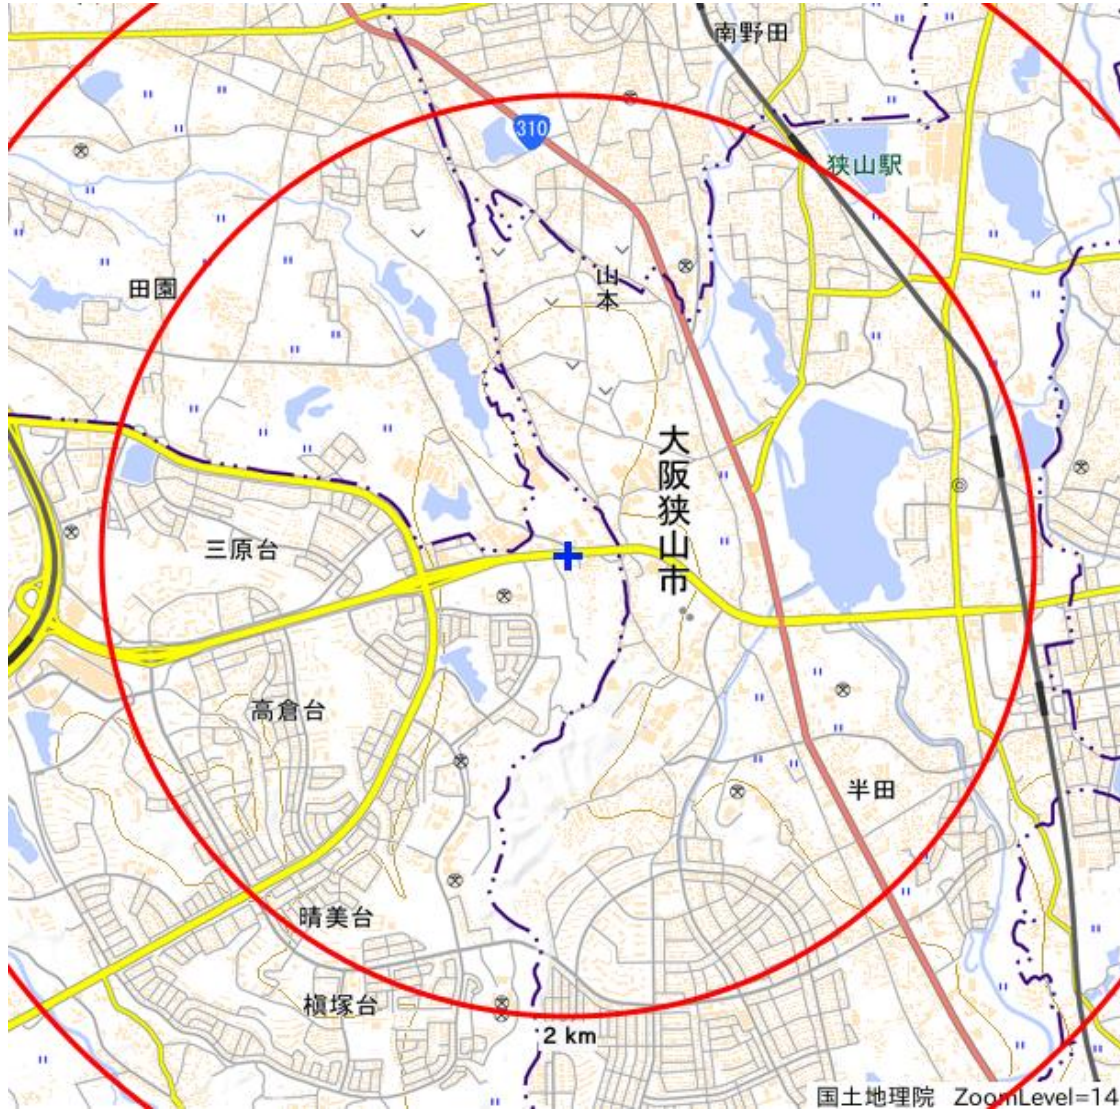 南野田
310
狭山駅
山本
田園
大阪狭山市
三原台
高倉台
半田
晴美台
槇塚台
2 km
国土地理院 ZoomLevel=14